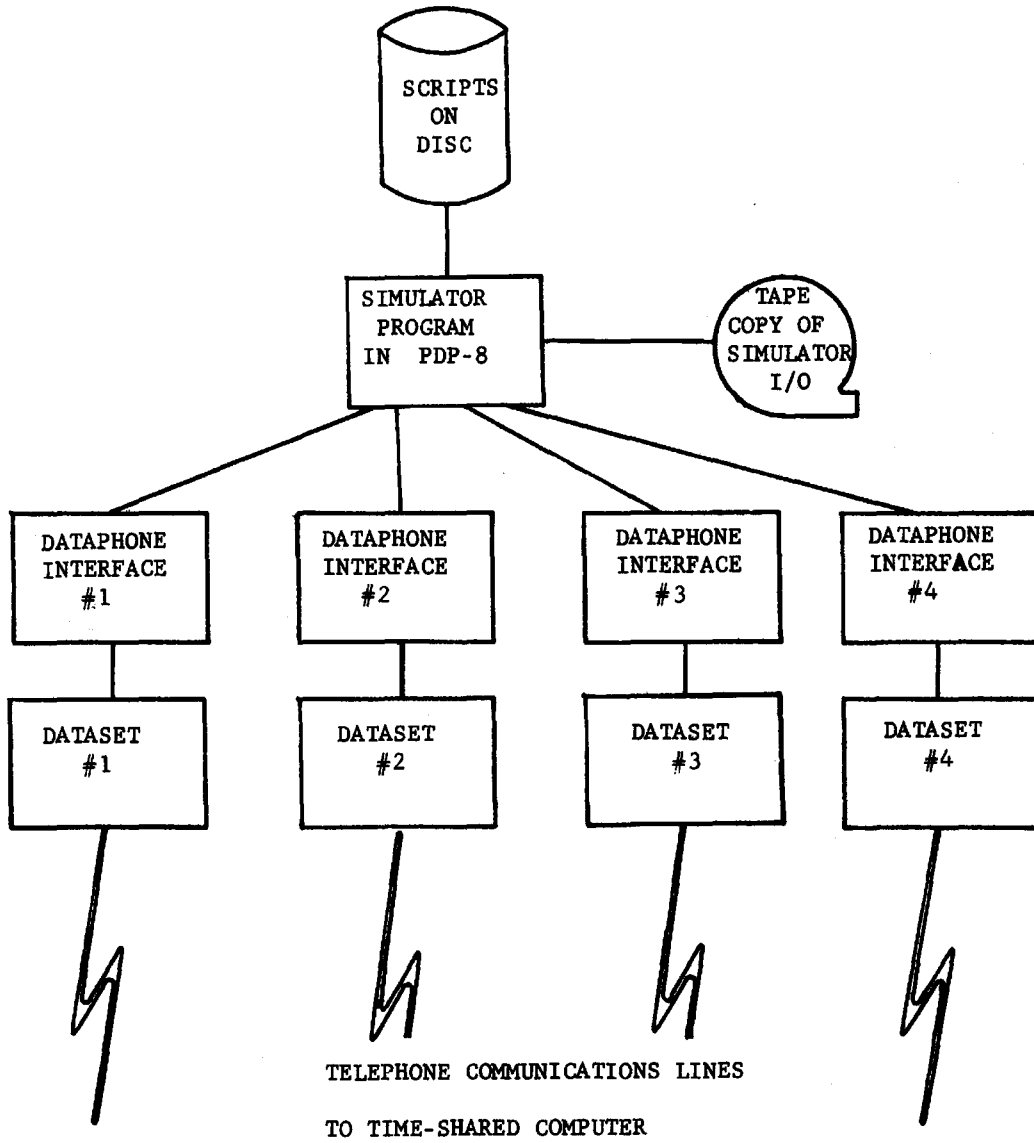 SCRIPTS
ON
DISC
SIMULATOR
PROGRAM
IN PDP-8
TAPE
COPY OF
SIMULATOR
I/O
DATAPHONE
INTERFACE
#1
DATAPHONE
INTERFACE
#2
DATAPHONE
INTERFACE
#3
DATAPHONE
INTERFACE
#4
DATASET
#1
DATASET
#2
DATASET
#3
DATASET
#4
TELEPHONE COMMUNICATIONS LINES
TO TIME-SHARED COMPUTER